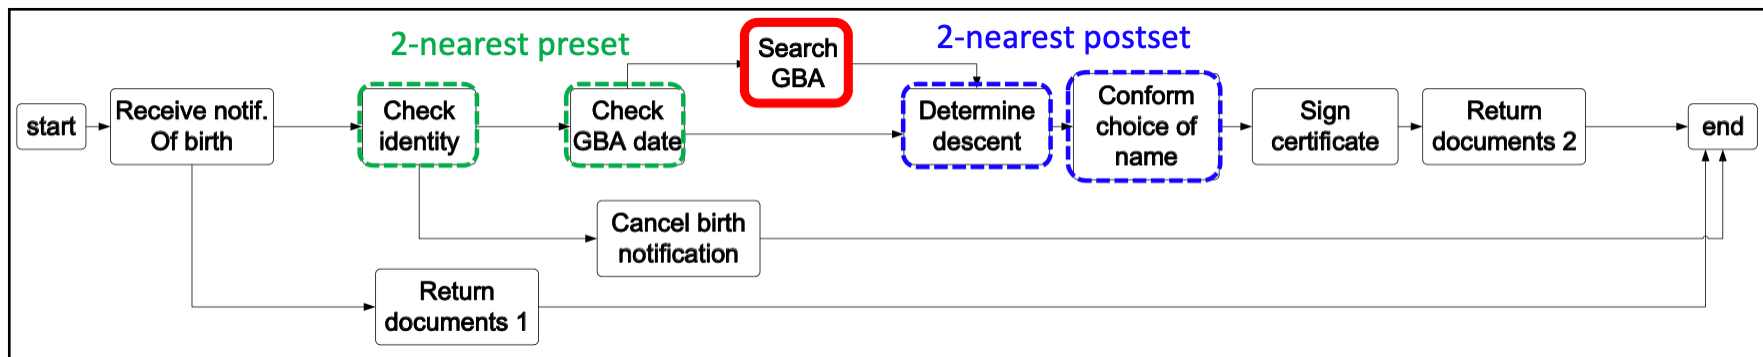 2-nearest preset
Search
GBA
2-nearest postset
start
Receive notif.
Of birth
Check
identity
Check
GBA date
Determine
descent
Conform
choice of
name
Sign
certificate
Return
documents 2
end
Cancel birth
notification
Return
documents 1